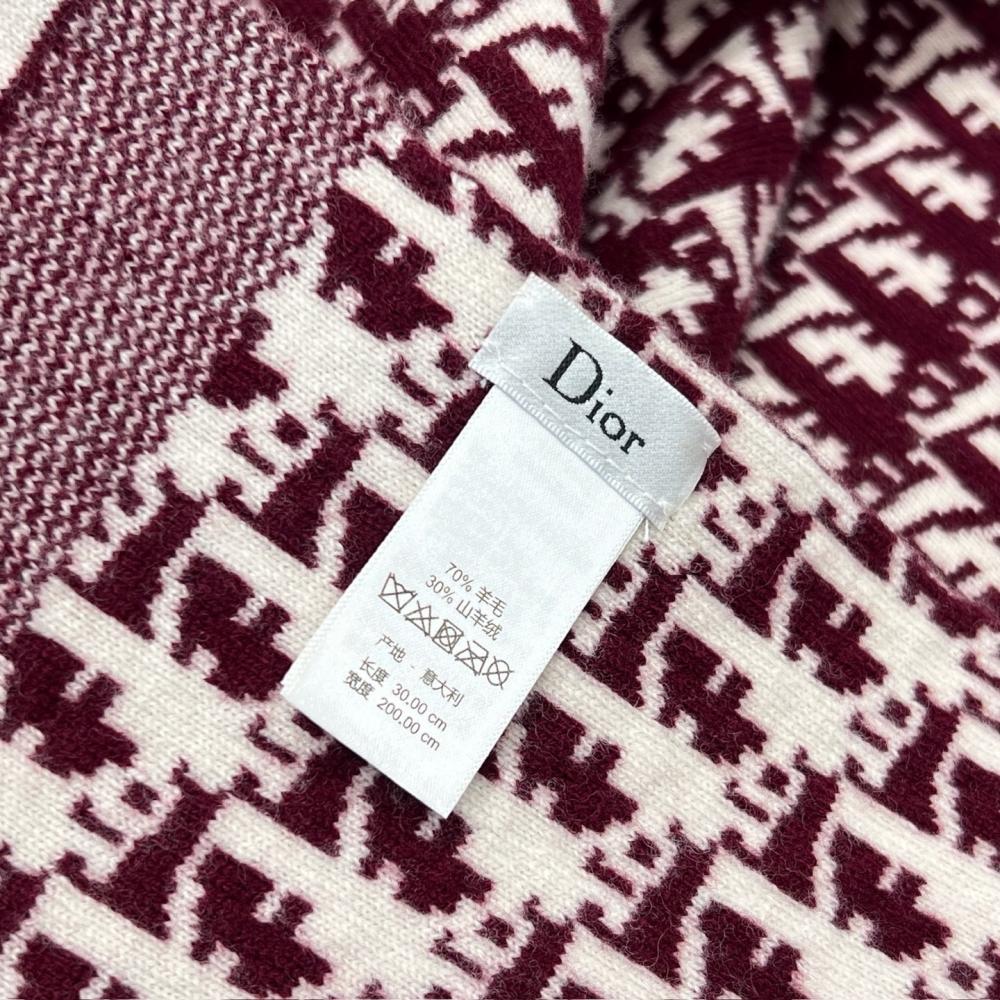 Dior
70% 羊毛
30% 山羊绒
产地 - 意大利
长度 30.00 cm
宽度 200.00 cm